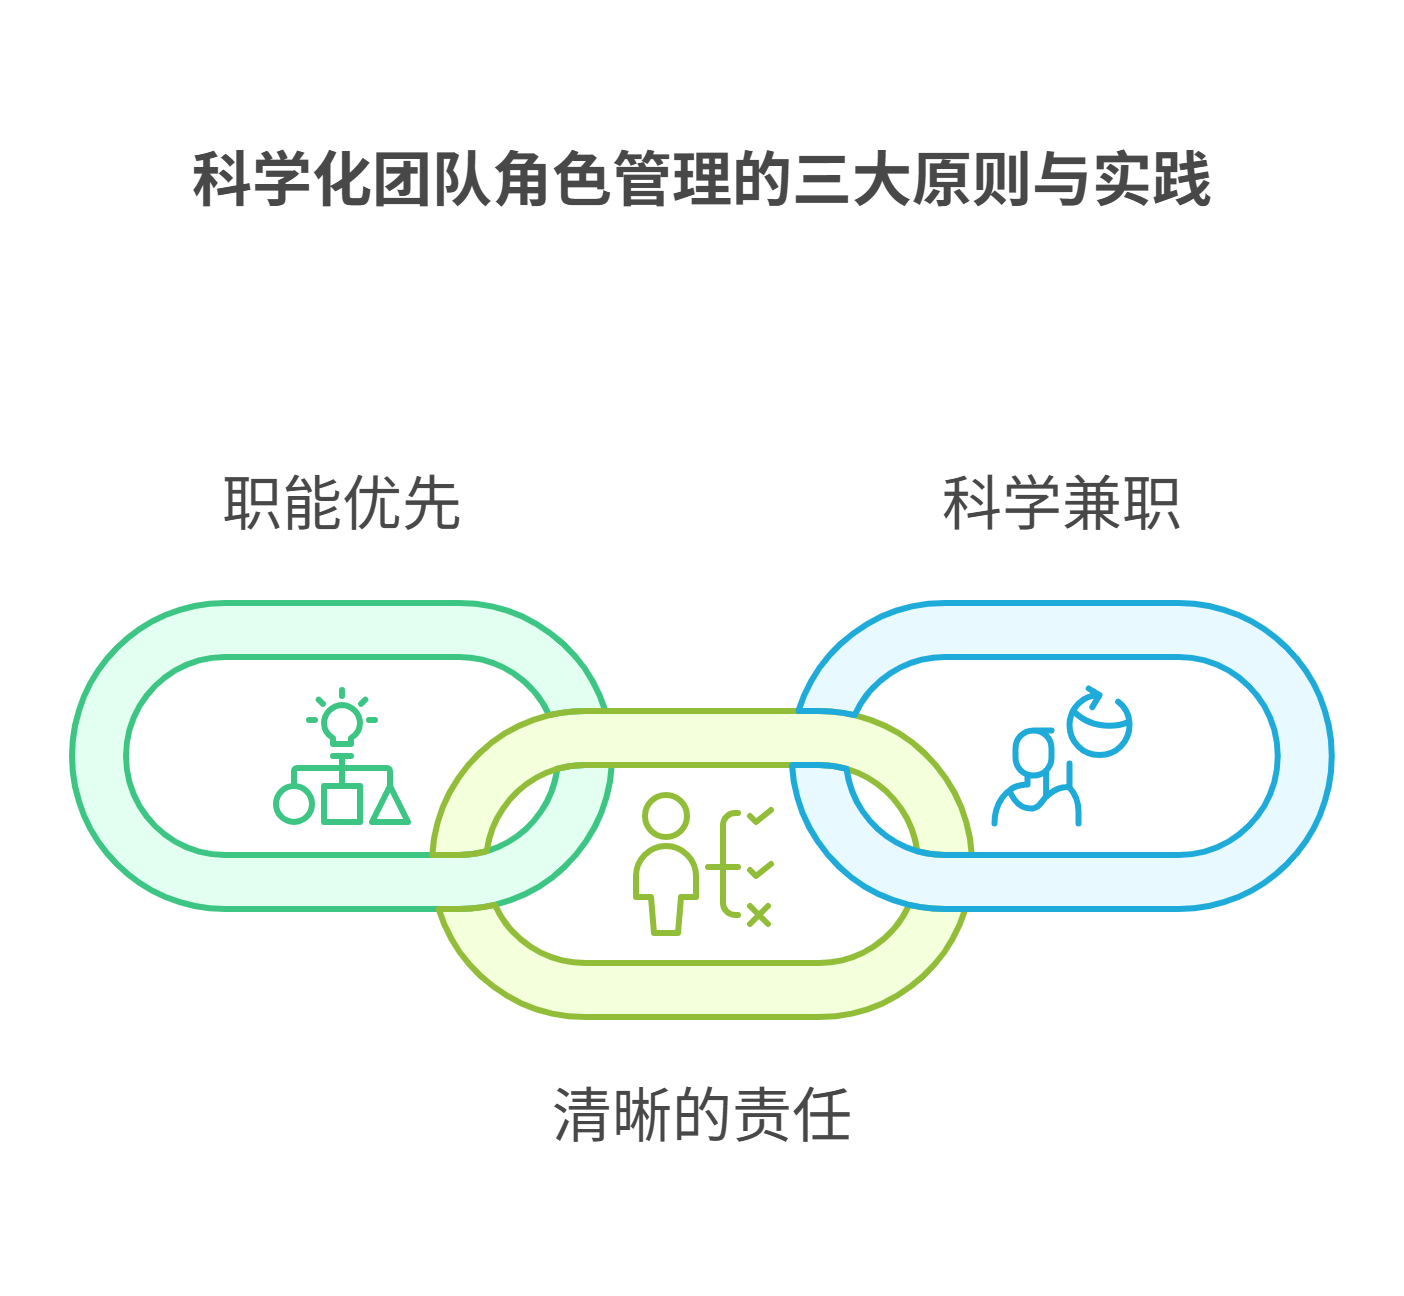 科学化团队角色管理的三大原则与实践
职能优先
科学兼职
清晰的责任